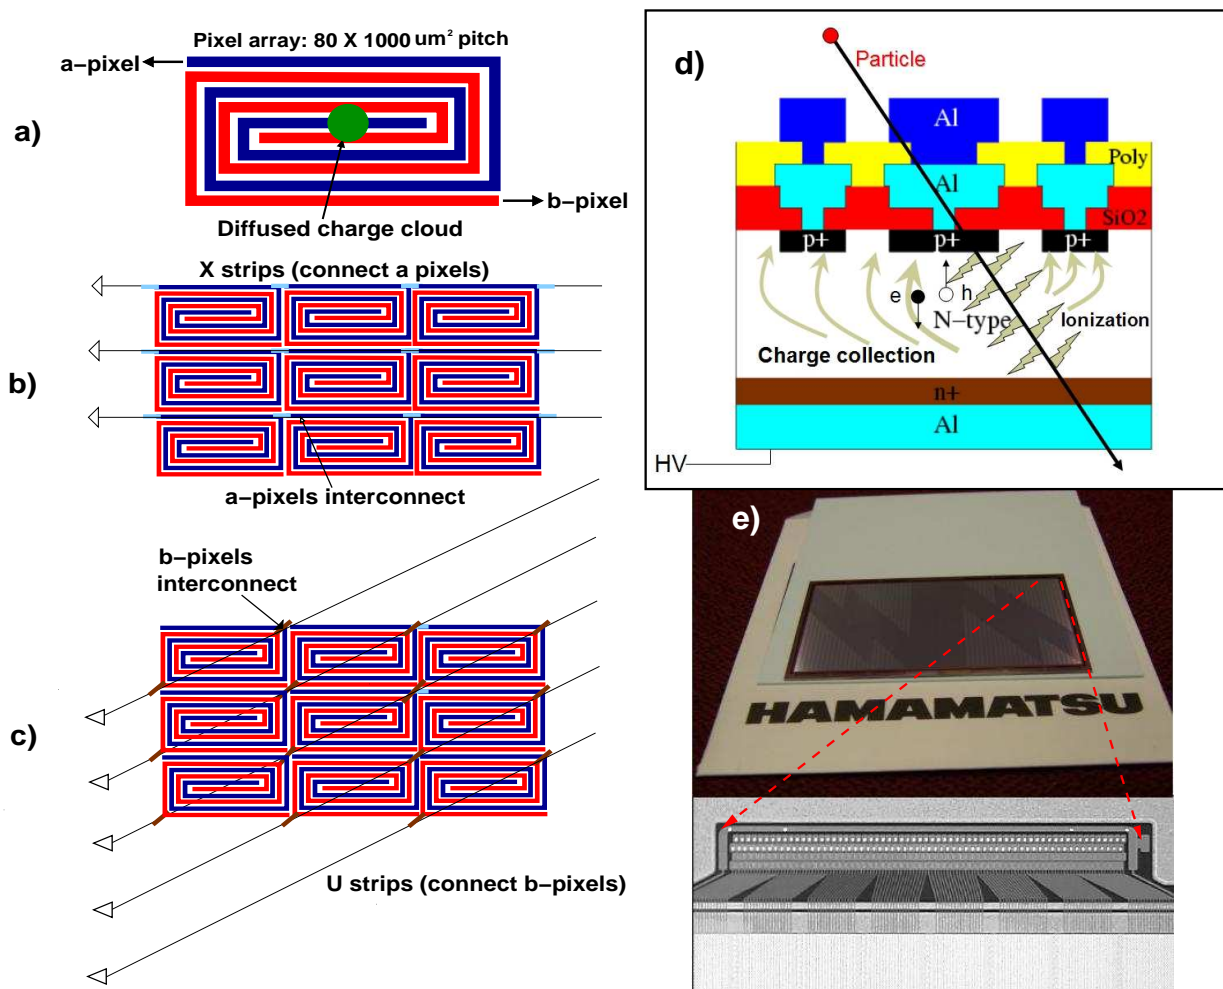 a)
Pixel array: 80 X 1000 um² pitch
a−pixel
b−pixel
Diffused charge cloud
b)
X strips (connect a pixels)
a−pixels interconnect
c)
b−pixels
interconnect
U strips (connect b−pixels)
d)
Particle
Al
Poly
Al
SiO2
p+
p+
p+
e
h
N−type
Ionization
Charge collection
n+
Al
HV
e)
HAMAMATSU